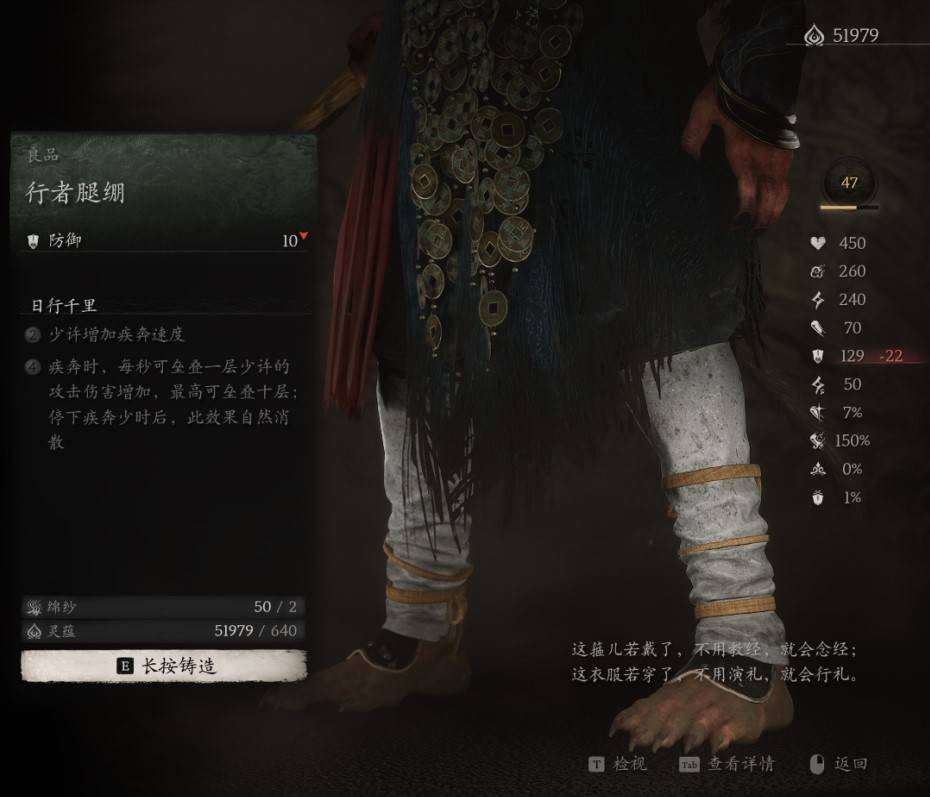 51979
良品
行者腿绷
防御 10
日行千里
2 少许增加疾奔速度
4 疾奔时，每秒可垒叠一层少许的
攻击伤害增加，最高可垒叠十层；
停下疾奔少时后，此效果自然消
散
绵纱 50 / 2
灵蕴 51979 / 640
E 长按铸造
47
450
260
240
70
129 -22
50
7%
150%
0%
1%
这箍儿若戴了，不用教经，就会念经；
这衣服若穿了，不用演礼，就会行礼。
T 检视 Tab 查看详情 返回